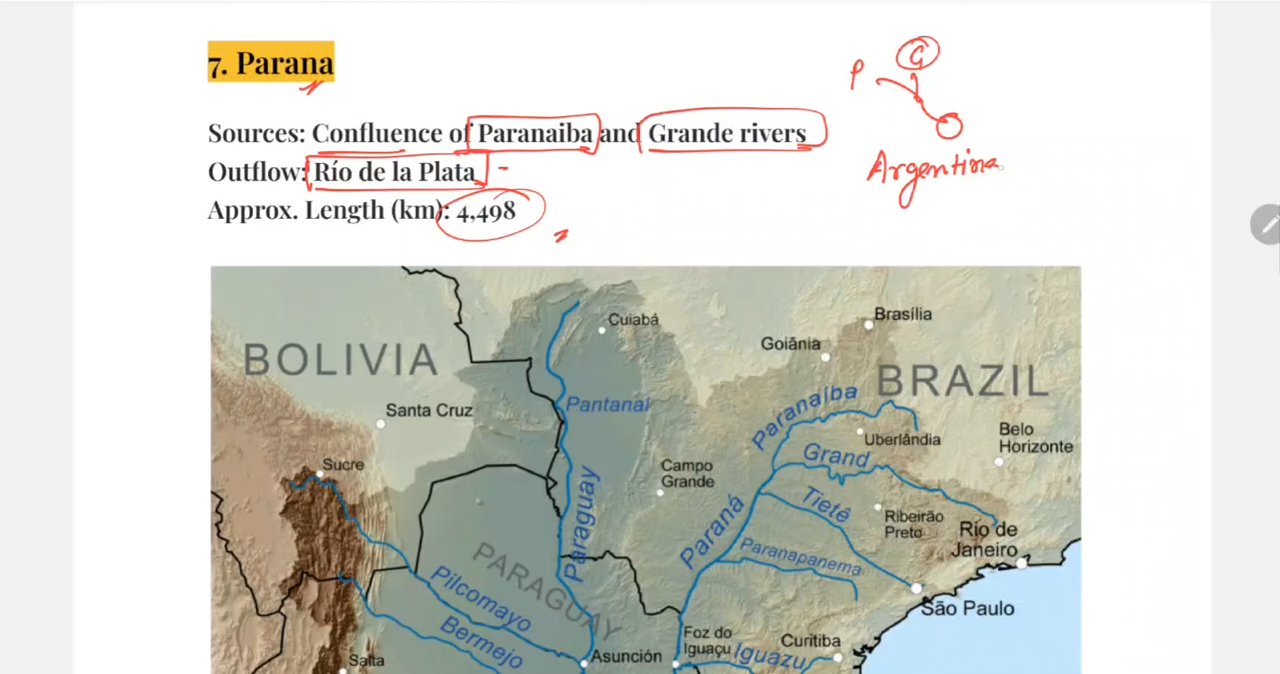 7. Parana
P
G
Sources: Confluence of Paranaiba and Grande rivers
Argentina
Outflow: Río de la Plata
Approx. Length (km): 4,498
Cuiabá
Brasília
Goiânia
BOLIVIA
BRAZIL
Pantanal
Paranaíba
Santa Cruz
Uberlândia
Belo
Horizonte
Grand
Sucre
Campo
Grande
Paraguay
Paraná
Tietê
Ribeirão
Preto
Rio de
Janeiro
PARAGUAY
Paranapanema
Pilcomayo
São Paulo
Bermejo
Foz do
Iguaçu
Curitiba
Asunción
Iguazu
Salta